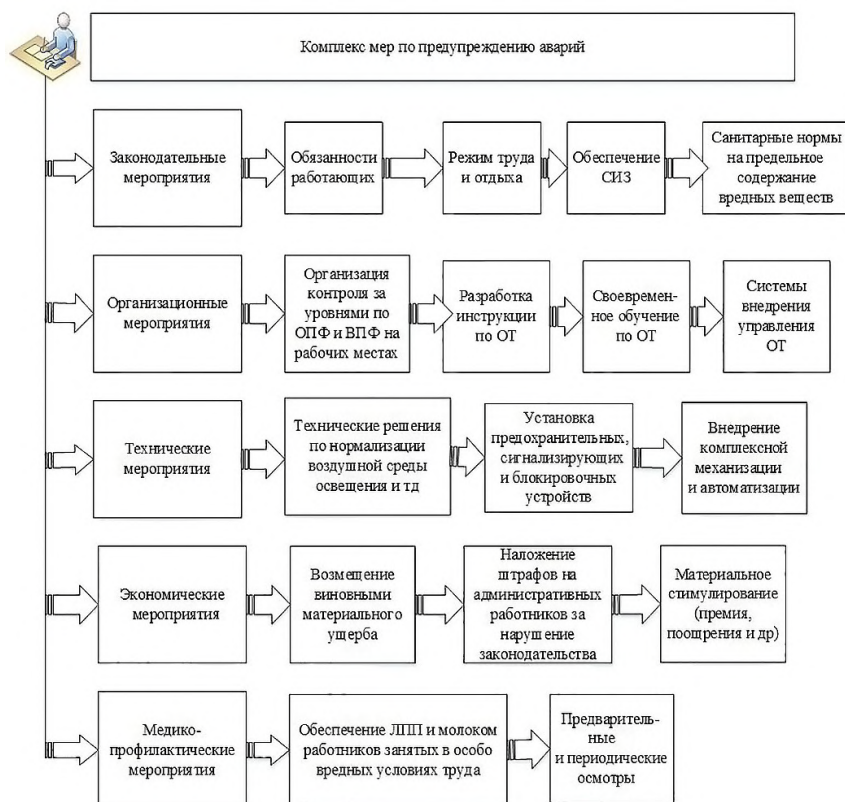 Комплекс мер по предупреждению аварий
Законодательные
мероприятия
Обязанности
работающих
Режим труда
и отдыха
Обеспечение
СИЗ
Санитарные нормы
на предельное
содержание
вредных веществ
Организационные
мероприятия
Организация
контроля за
уровнями по
ОПФ и ВПФ на
рабочих местах
Разработка
инструкции
по ОТ
Своевремен-
ное обучение
по ОТ
Системы
внедрения
управления
ОТ
Технические
мероприятия
Технические решения
по нормализации
воздушной среды
освещения и тд
Установка
предохранительных,
сигнализирующих
и блокировочных
устройств
Внедрение
комплексной
механизации
и автоматизации
Экономические
мероприятия
Возмещение
виновными
материального
ущерба
Наложение
штрафов на
административных
работников за
нарушение
законодательства
Материальное
стимулирование
(премия,
поощрения и др)
Медико-
профилактические
мероприятия
Обеспечение ЛПП и молоком
работников занятых в особо
вредных условиях труда
Предваритель-
ные
и периодические
осмотры